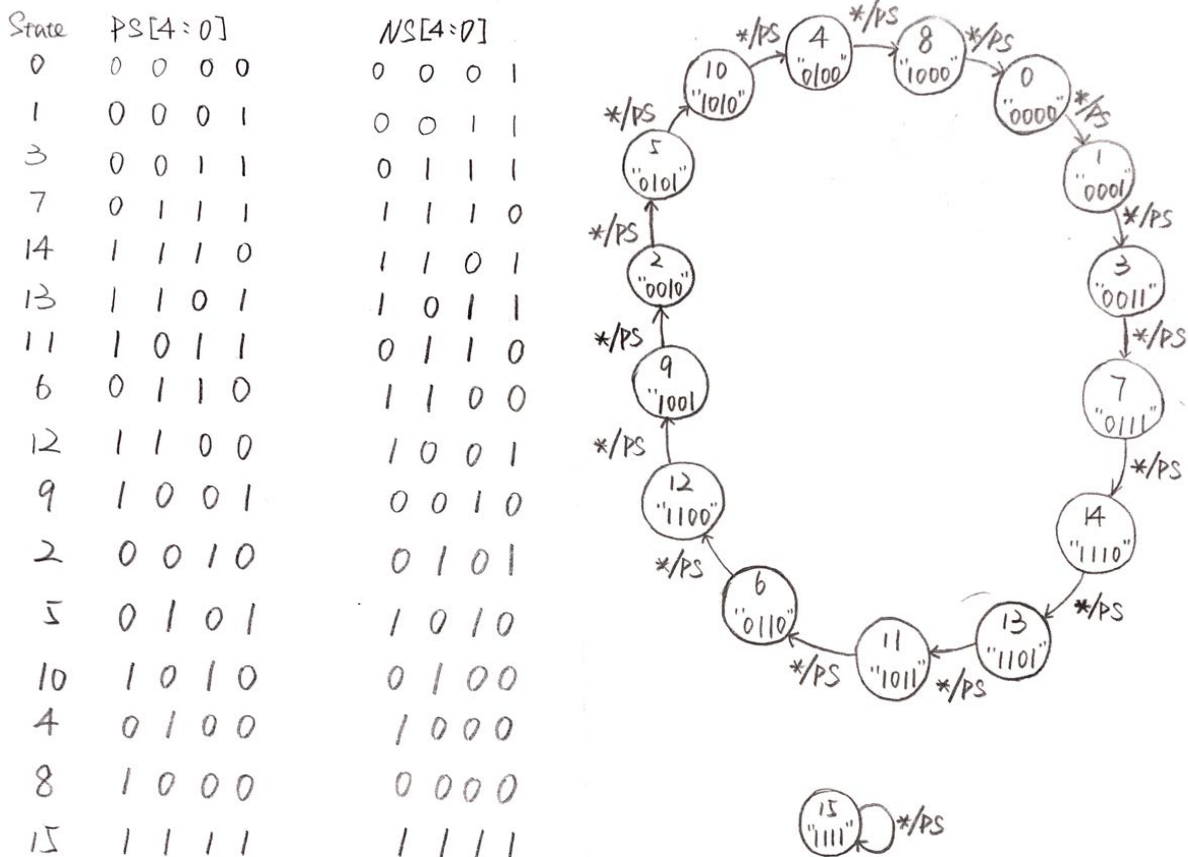 State PS[4:0] NS[4:0]
0 0 0 0 0 0 0 0 1
1 0 0 0 1 0 0 1 1
3 0 0 1 1 0 1 1 1
7 0 1 1 1 1 1 1 0
14 1 1 1 0 1 1 0 1
13 1 1 0 1 1 0 1 1
11 1 0 1 1 0 1 1 0
6 0 1 1 0 1 1 0 0
12 1 1 0 0 1 0 0 1
9 1 0 0 1 0 0 1 0
2 0 0 1 0 0 1 0 1
5 0 1 0 1 1 0 1 0
10 1 0 1 0 0 1 0 0
4 0 1 0 0 1 0 0 0
8 1 0 0 0 0 0 0 0
15 1 1 1 1 1 1 1 1
0
"0000"
*/PS
1
"0001"
*/PS
3
"0011"
*/PS
7
"0111"
*/PS
14
"1110"
*/PS
13
"1101"
*/PS
11
"1011"
*/PS
6
"0110"
*/PS
12
"1100"
*/PS
9
"1001"
*/PS
2
"0010"
*/PS
5
"0101"
*/PS
10
"1010"
*/PS
4
"0100"
*/PS
8
"1000"
*/PS
15
"1111"
*/PS